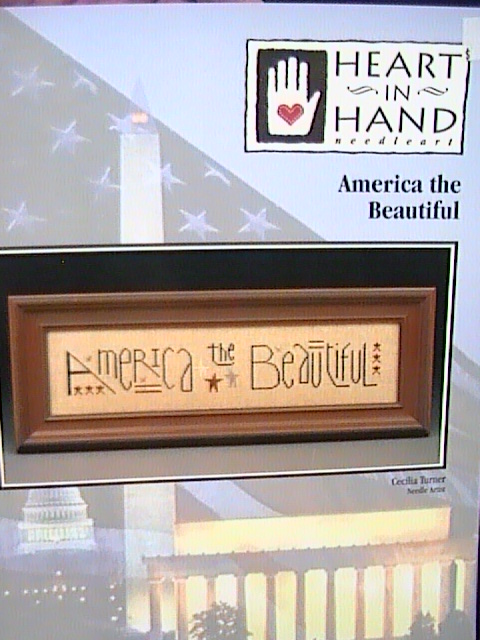 $
HEART
IN
HAND
needleart
America the
Beautiful
America the Beautiful
Cecilia Turner
Needle Artist